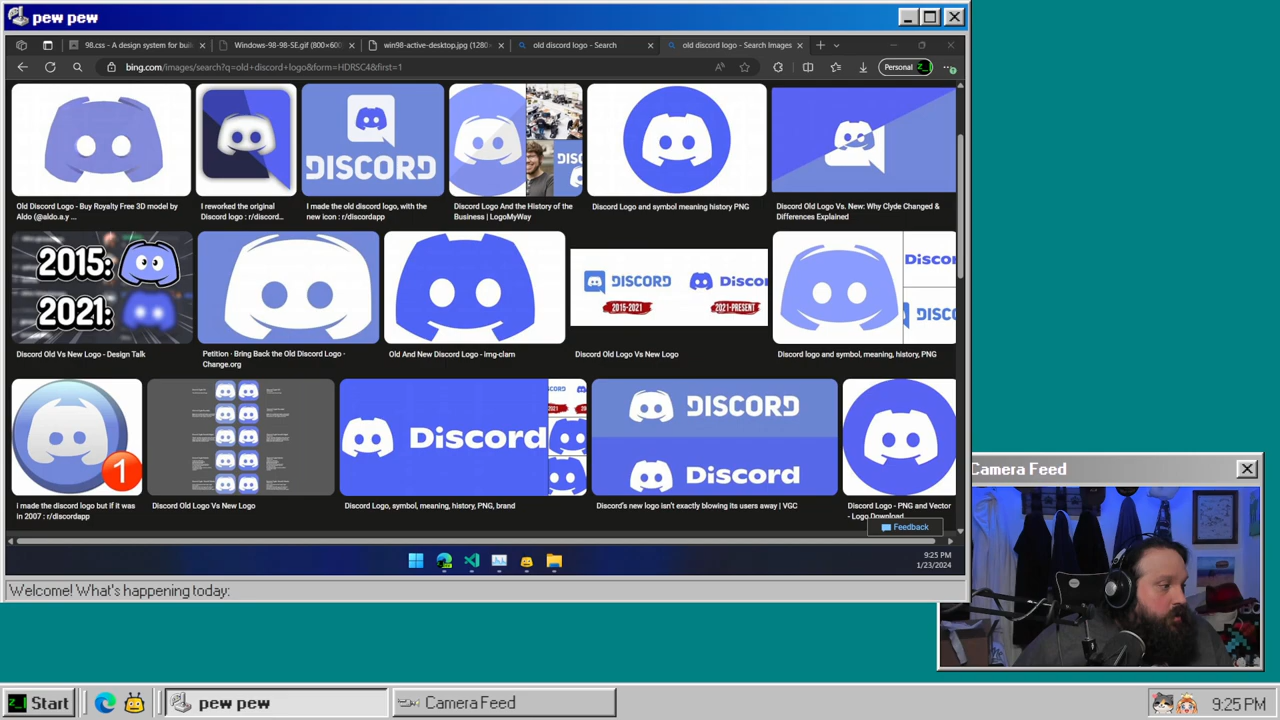 pew pew
98.css - A design system for buil
Windows-98-98-SE.gif (800×600
win98-active-desktop.jpg (1280
old discord logo - Search
old discord logo - Search Images
bing.com/images/search?q=old+discord+logo&form=HDRSC4&first=1
Personal
DISCORD
Old Discord Logo - Buy Royalty Free 3D model by
Aldo (@aldo.a.y ...
I reworked the original
Discord logo : r/discord...
I made the old discord logo, with the
new icon : r/discordapp
Discord Logo And the History of the
Business | LogoMyWay
Discord Logo and symbol meaning history PNG
Discord Old Logo Vs. New: Why Clyde Changed &
Differences Explained
2015:
2021:
DISCORD
2015-2021
Discor
2021-PRESENT
Discor
DISC
Discord Old Vs New Logo - Design Talk
Petition · Bring Back the Old Discord Logo ·
Change.org
Old And New Discord Logo - Img-clam
Discord Old Logo Vs New Logo
Discord logo and symbol, meaning, history, PNG
1
Discord
DISCORD
Discord
I made the discord logo but if it was
in 2007 : r/discordapp
Discord Old Logo Vs New Logo
Discord Logo, symbol, meaning, history, PNG, brand
Discord's new logo isn't exactly blowing its users away | VGC
Discord Logo - PNG and Vector
- Logo Download
Feedback
9:25 PM
1/23/2024
Welcome! What's happening today:
Camera Feed
Start
pew pew
Camera Feed
9:25 PM